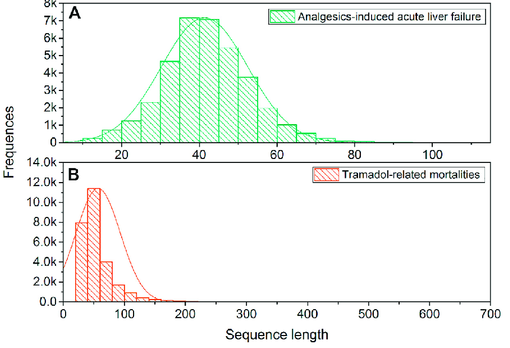 8k
A
Analgesics-induced acute liver failure
7k
6k
5k
4k
3k
2k
1k
0
20 40 60 80 100
Frequences
14.0k
B
Tramadol-related mortalities
12.0k
10.0k
8.0k
6.0k
4.0k
2.0k
0.0
0 100 200 300 400 500 600 700
Sequence length